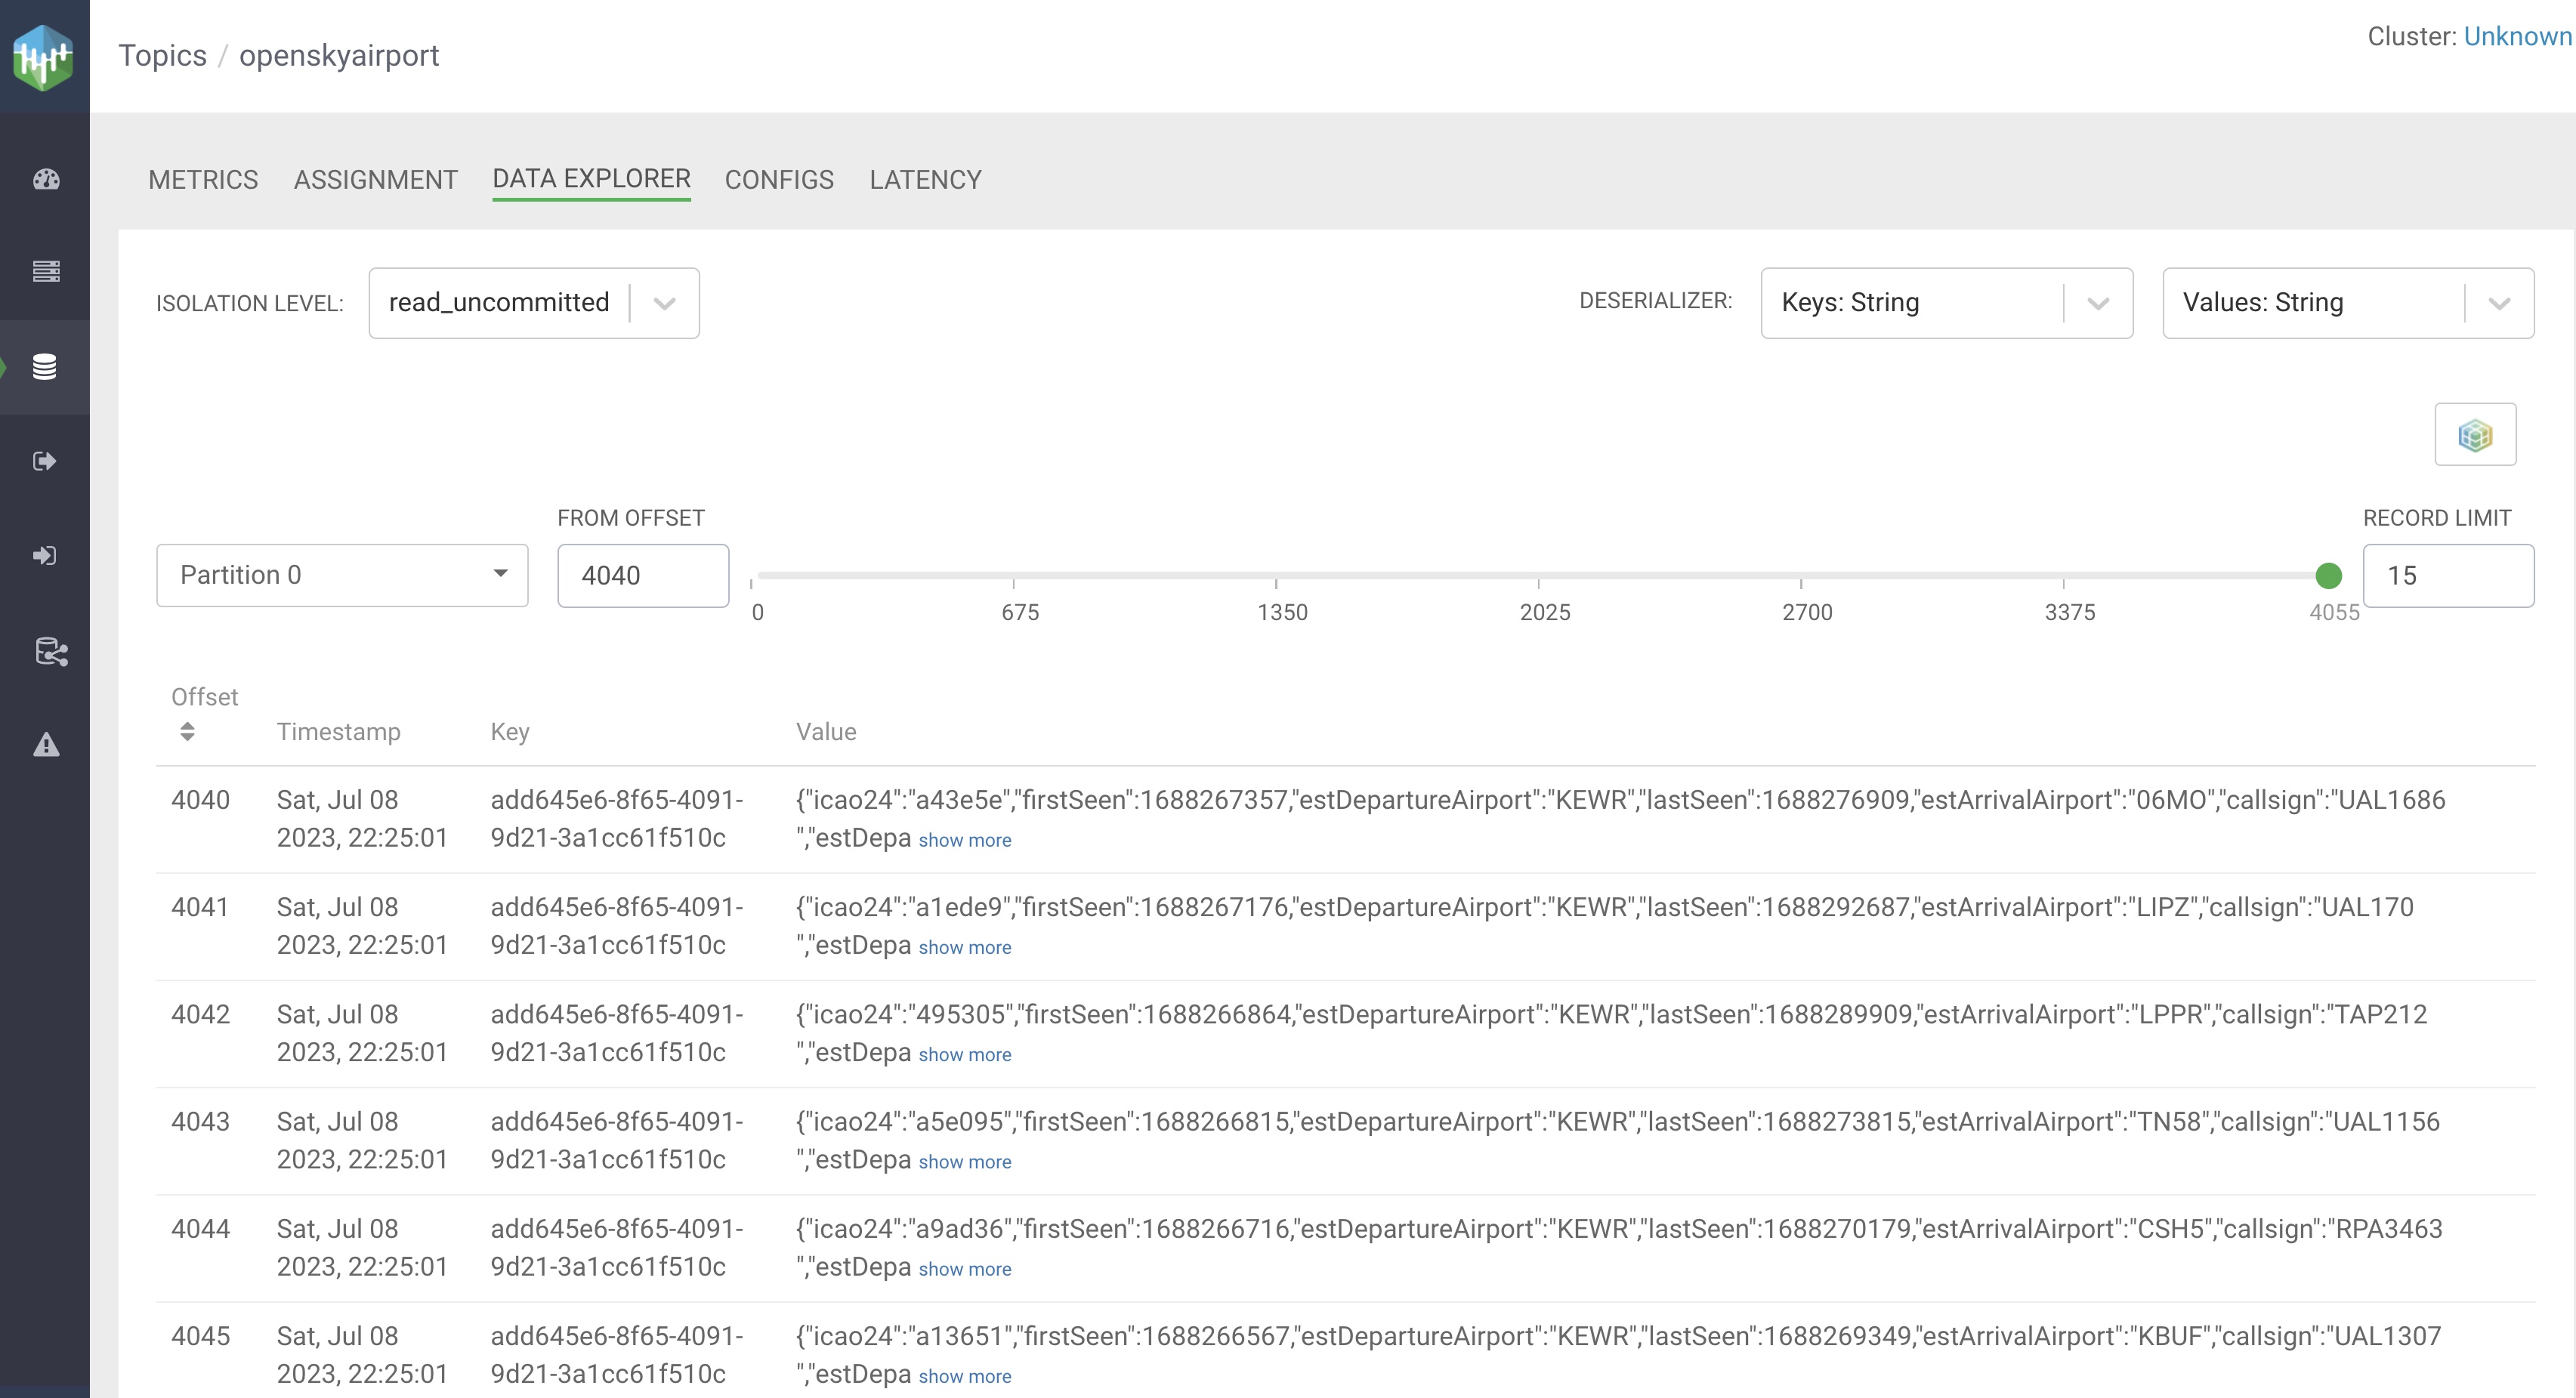 Topics / openskyairport
Cluster: Unknown
METRICS ASSIGNMENT DATA EXPLORER CONFIGS LATENCY
ISOLATION LEVEL: read_uncommitted
DESERIALIZER: Keys: String Values: String
FROM OFFSET
RECORD LIMIT
Partition 0 4040 15
0 675 1350 2025 2700 3375 4055
Offset
Timestamp Key Value
4040 Sat, Jul 08 add645e6-8f65-4091- {"icao24":"a43e5e","firstSeen":1688267357,"estDepartureAirport":"KEWR","lastSeen":1688276909,"estArrivalAirport":"06MO","callsign":"UAL1686
2023, 22:25:01 9d21-3a1cc61f510c ","estDepa show more
4041 Sat, Jul 08 add645e6-8f65-4091- {"icao24":"a1ede9","firstSeen":1688267176,"estDepartureAirport":"KEWR","lastSeen":1688292687,"estArrivalAirport":"LIPZ","callsign":"UAL170
2023, 22:25:01 9d21-3a1cc61f510c ","estDepa show more
4042 Sat, Jul 08 add645e6-8f65-4091- {"icao24":"495305","firstSeen":1688266864,"estDepartureAirport":"KEWR","lastSeen":1688289909,"estArrivalAirport":"LPPR","callsign":"TAP212
2023, 22:25:01 9d21-3a1cc61f510c ","estDepa show more
4043 Sat, Jul 08 add645e6-8f65-4091- {"icao24":"a5e095","firstSeen":1688266815,"estDepartureAirport":"KEWR","lastSeen":1688273815,"estArrivalAirport":"TN58","callsign":"UAL1156
2023, 22:25:01 9d21-3a1cc61f510c ","estDepa show more
4044 Sat, Jul 08 add645e6-8f65-4091- {"icao24":"a9ad36","firstSeen":1688266716,"estDepartureAirport":"KEWR","lastSeen":1688270179,"estArrivalAirport":"CSH5","callsign":"RPA3463
2023, 22:25:01 9d21-3a1cc61f510c ","estDepa show more
4045 Sat, Jul 08 add645e6-8f65-4091- {"icao24":"a13651","firstSeen":1688266567,"estDepartureAirport":"KEWR","lastSeen":1688269349,"estArrivalAirport":"KBUF","callsign":"UAL1307
2023, 22:25:01 9d21-3a1cc61f510c ","estDepa show more